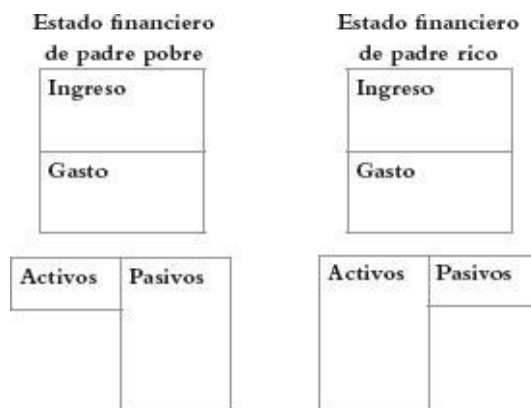 Estado financiero
de padre pobre
Ingreso
Gasto
Activos
Pasivos
Estado financiero
de padre rico
Ingreso
Gasto
Activos
Pasivos